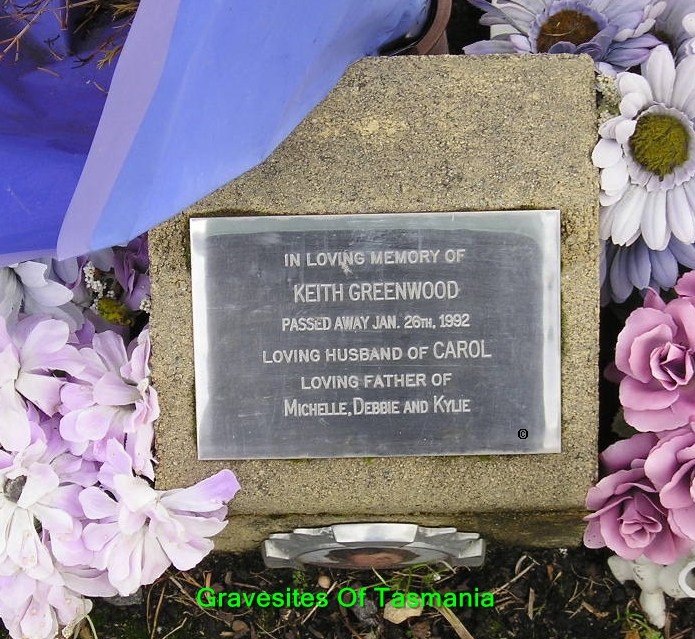 IN LOVING MEMORY OF
KEITH GREENWOOD
PASSED AWAY JAN. 26TH, 1992
LOVING HUSBAND OF CAROL
LOVING FATHER OF
MICHELLE, DEBBIE AND KYLIE
©
Gravesites Of Tasmania